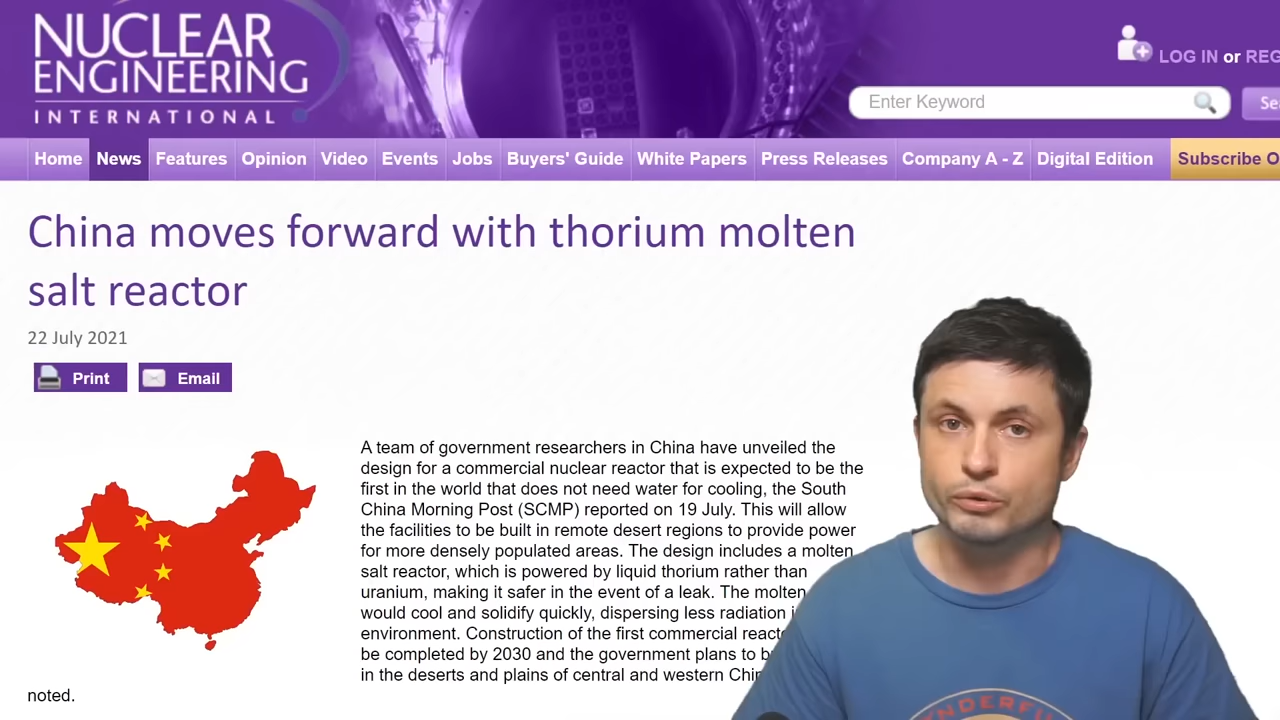 NUCLEAR
ENGINEERING
INTERNATIONAL
LOG IN or REG
Enter Keyword
Se
Home News Features Opinion Video Events Jobs Buyers' Guide White Papers Press Releases Company A - Z Digital Edition Subscribe O
China moves forward with thorium molten
salt reactor
22 July 2021
Print Email
A team of government researchers in China have unveiled the
design for a commercial nuclear reactor that is expected to be the
first in the world that does not need water for cooling, the South
China Morning Post (SCMP) reported on 19 July. This will allow
the facilities to be built in remote desert regions to provide power
for more densely populated areas. The design includes a molten
salt reactor, which is powered by liquid thorium rather than
uranium, making it safer in the event of a leak. The molten
would cool and solidify quickly, dispersing less radiation
environment. Construction of the first commercial
be completed by 2030 and the government plans to
in the deserts and plains of central and western
noted.